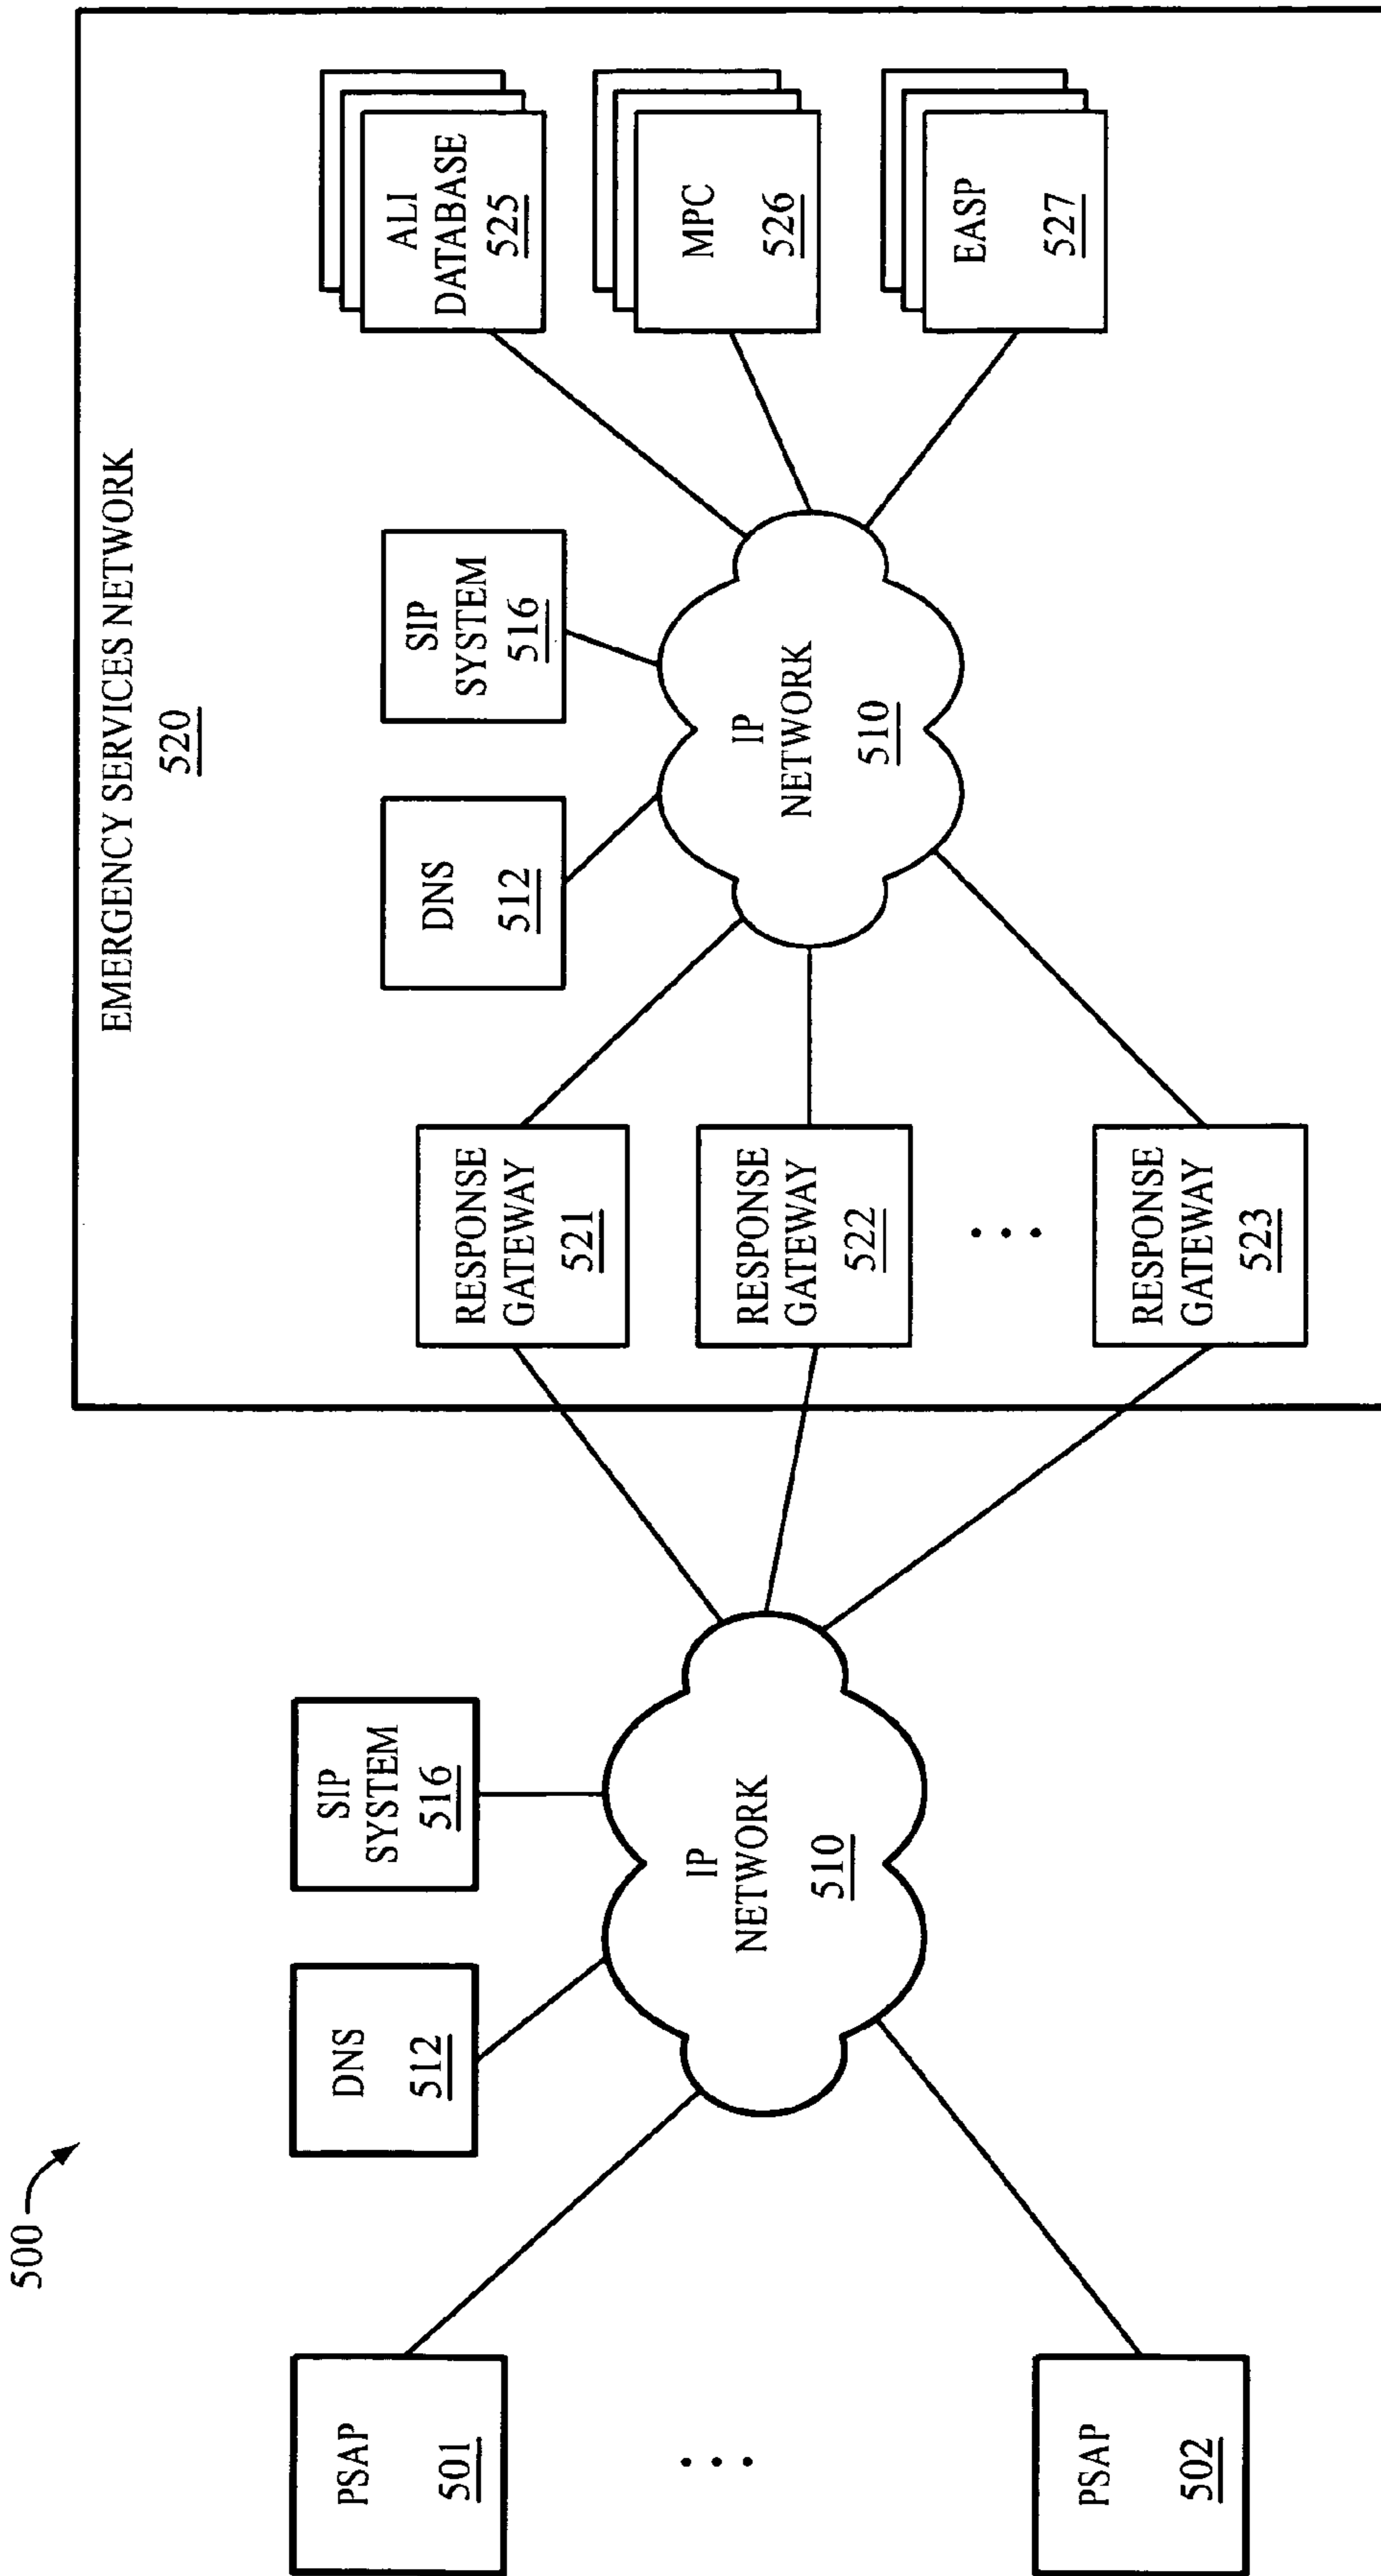 500
PSAP
501
PSAP
502
DNS
512
SIP
SYSTEM
516
IP
NETWORK
510
EMERGENCY SERVICES NETWORK
520
RESPONSE
GATEWAY
521
RESPONSE
GATEWAY
522
RESPONSE
GATEWAY
523
DNS
512
SIP
SYSTEM
516
IP
NETWORK
510
ALI
DATABASE
525
MPC
526
EASP
527